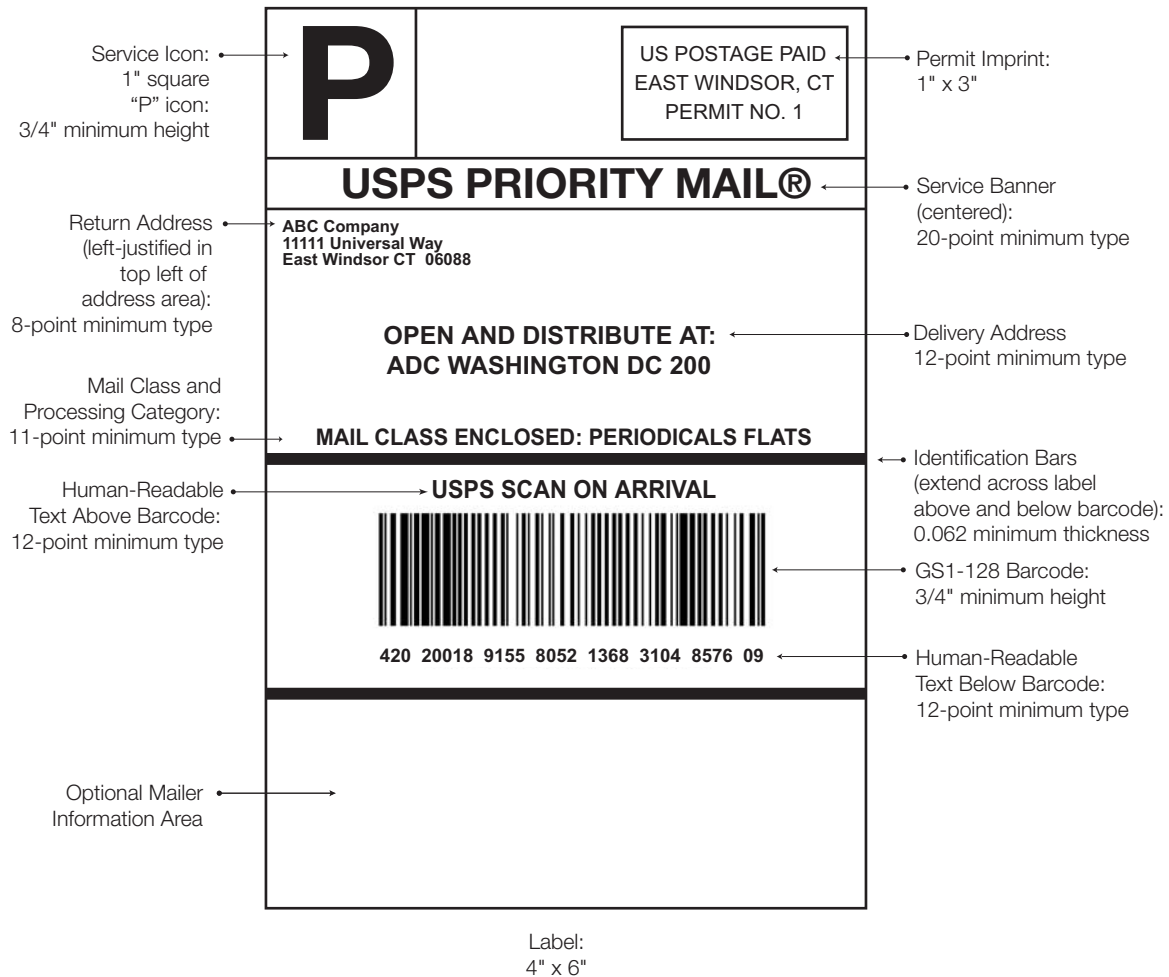 Service Icon:
1" square
“P” icon:
3/4" minimum height
P
US POSTAGE PAID
EAST WINDSOR, CT
PERMIT NO. 1
Permit Imprint:
1" x 3"
USPS PRIORITY MAIL®
Service Banner
(centered):
20-point minimum type
Return Address
(left-justified in
top left of
address area):
8-point minimum type
ABC Company
11111 Universal Way
East Windsor CT 06088
OPEN AND DISTRIBUTE AT:
ADC WASHINGTON DC 200
Delivery Address
12-point minimum type
Mail Class and
Processing Category:
11-point minimum type
MAIL CLASS ENCLOSED: PERIODICALS FLATS
Identification Bars
(extend across label
above and below barcode):
0.062 minimum thickness
Human-Readable
Text Above Barcode:
12-point minimum type
USPS SCAN ON ARRIVAL
GS1-128 Barcode:
3/4" minimum height
420 20018 9155 8052 1368 3104 8576 09
Human-Readable
Text Below Barcode:
12-point minimum type
Optional Mailer
Information Area
Label:
4" x 6"